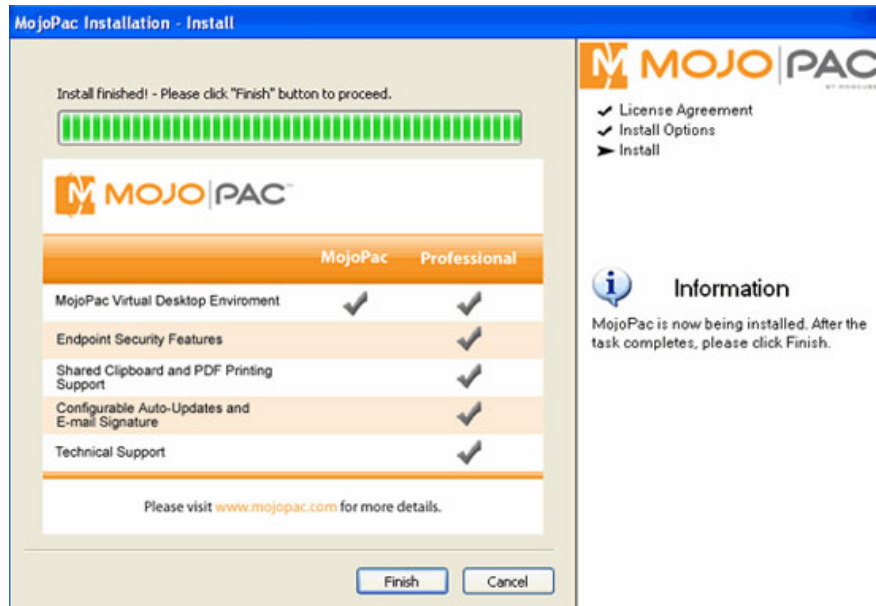 MojoPac Installation - Install
Install finished! - Please click "Finish" button to proceed.
MOJO PAC
MojoPac Professional
MojoPac Virtual Desktop Enviroment
Endpoint Security Features
Shared Clipboard and PDF Printing
Support
Configurable Auto-Updates and
E-mail Signature
Technical Support
Please visit www.mojopac.com for more details.
Finish Cancel
MOJO PAC
License Agreement
Install Options
Install
Information
MojoPac is now being installed. After the
task completes, please click Finish.